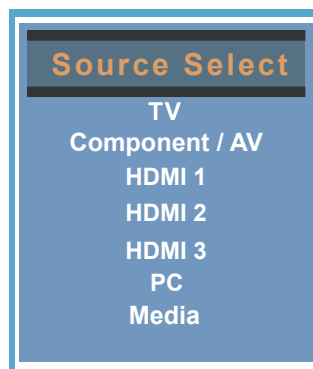 Source Select
TV
Component / AV
HDMI 1
HDMI 2
HDMI 3
PC
Media